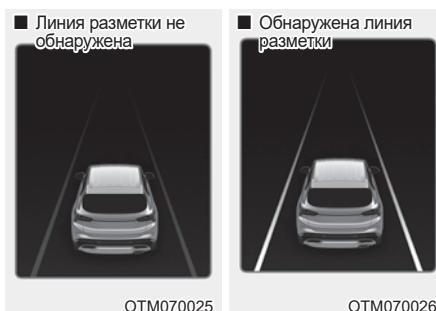 ■ Линия разметки не
обнаружена
OTM070025
■ Обнаружена линия
разметки
OTM070026